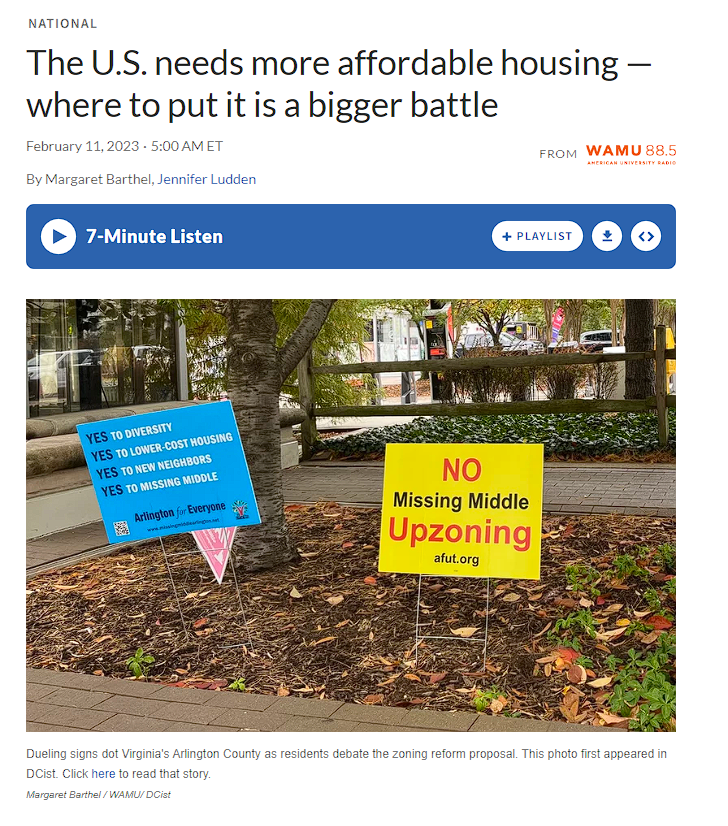 NATIONAL
The U.S. needs more affordable housing —
where to put it is a bigger battle
February 11, 2023 · 5:00 AM ET
FROM WAMU 88.5
AMERICAN UNIVERSITY RADIO
By Margaret Barthel, Jennifer Ludden
7-Minute Listen
+ PLAYLIST
YES TO DIVERSITY
YES TO LOWER-COST HOUSING
YES TO NEW NEIGHBORS
YES TO MISSING MIDDLE
Arlington for Everyone
www.missingmiddlearlington.net
NO
Missing Middle
Upzoning
afut.org
Dueling signs dot Virginia's Arlington County as residents debate the zoning reform proposal. This photo first appeared in
DCist. Click here to read that story.
Margaret Barthel / WAMU/ DCist